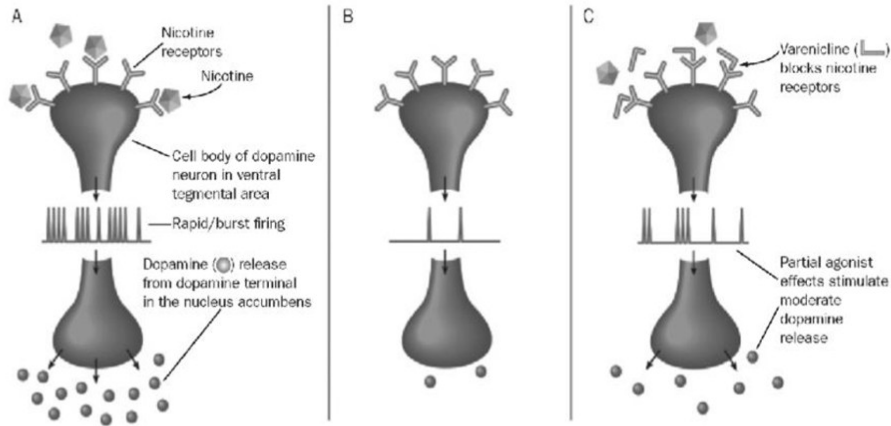 A
Nicotine
receptors
Nicotine
Cell body of dopamine
neuron in ventral
tegmental area
Rapid/burst firing
Dopamine ( ) release
from dopamine terminal
in the nucleus accumbens
B
C
Varenicline ( )
blocks nicotine
receptors
Partial agonist
effects stimulate
moderate
dopamine
release